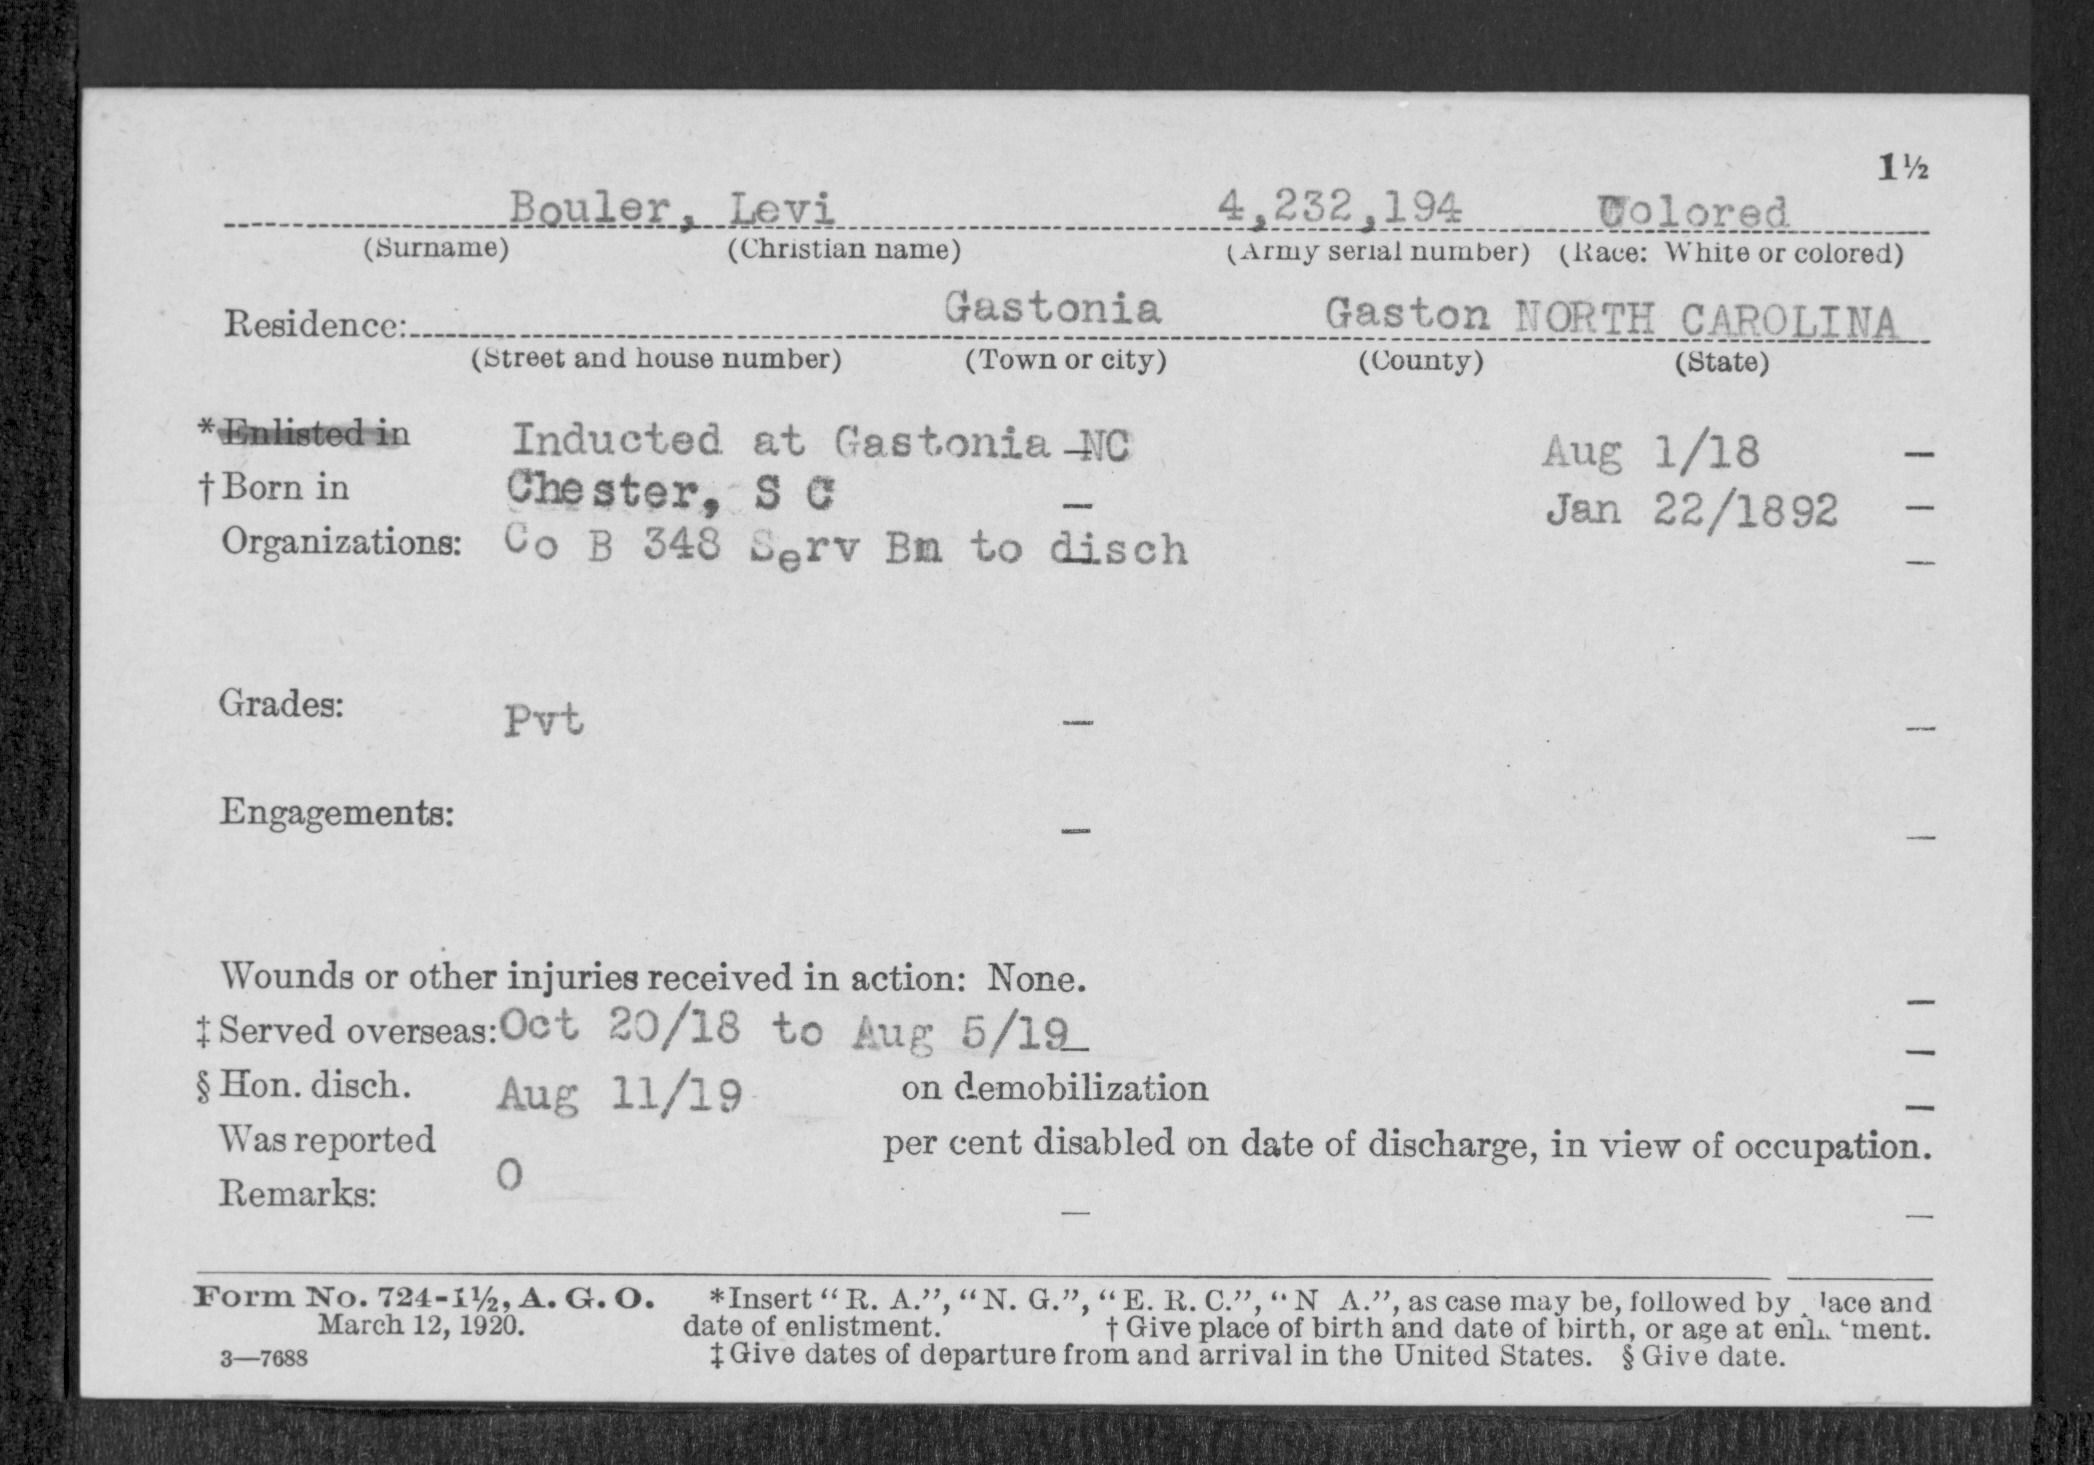 1½
Bouler, Levi 4,232,194 Colored
(Surname) (Christian name) (Army serial number) (Race: White or colored)
Residence: Gastonia Gaston NORTH CAROLINA
(Street and house number) (Town or city) (County) (State)
*Enlisted in Inducted at Gastonia NC Aug 1/18 —
†Born in Chester, S C — Jan 22/1892 —
Organizations: Co B 348 Serv Bn to disch —
Grades: Pvt — —
Engagements: — —
Wounds or other injuries received in action: None. —
‡Served overseas: Oct 20/18 to Aug 5/19 — —
§Hon. disch. Aug 11/19 on demobilization —
Was reported 0 per cent disabled on date of discharge, in view of occupation.
Remarks: — —
Form No. 724-1½, A. G. O. *Insert "R. A.", "N. G.", "E. R. C.", "N A.", as case may be, followed by lace and
March 12, 1920. date of enlistment. †Give place of birth and date of birth, or age at enl ment.
3—7688 ‡Give dates of departure from and arrival in the United States. §Give date.